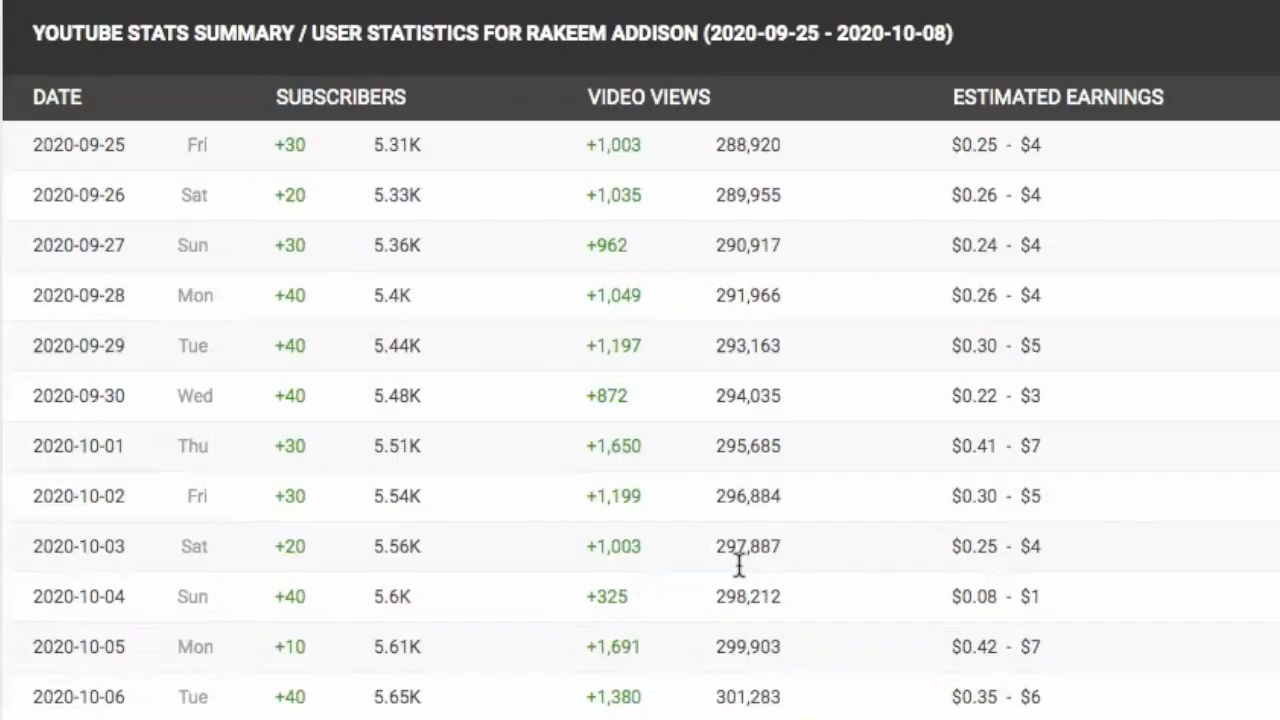 YOUTUBE STATS SUMMARY / USER STATISTICS FOR RAKEEM ADDISON (2020-09-25 - 2020-10-08)
DATE SUBSCRIBERS VIDEO VIEWS ESTIMATED EARNINGS
2020-09-25 Fri +30 5.31K +1,003 288,920 $0.25 - $4
2020-09-26 Sat +20 5.33K +1,035 289,955 $0.26 - $4
2020-09-27 Sun +30 5.36K +962 290,917 $0.24 - $4
2020-09-28 Mon +40 5.4K +1,049 291,966 $0.26 - $4
2020-09-29 Tue +40 5.44K +1,197 293,163 $0.30 - $5
2020-09-30 Wed +40 5.48K +872 294,035 $0.22 - $3
2020-10-01 Thu +30 5.51K +1,650 295,685 $0.41 - $7
2020-10-02 Fri +30 5.54K +1,199 296,884 $0.30 - $5
2020-10-03 Sat +20 5.56K +1,003 297,887 $0.25 - $4
2020-10-04 Sun +40 5.6K +325 298,212 $0.08 - $1
2020-10-05 Mon +10 5.61K +1,691 299,903 $0.42 - $7
2020-10-06 Tue +40 5.65K +1,380 301,283 $0.35 - $6